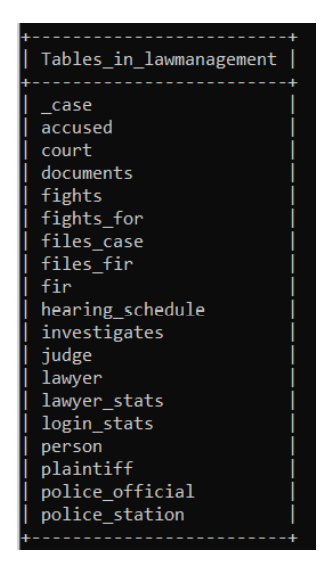 +--------------------------+
| Tables_in_lawmanagement |
+--------------------------+
| _case |
| accused |
| court |
| documents |
| fights |
| fights_for |
| files_case |
| files_fir |
| fir |
| hearing_schedule |
| investigates |
| judge |
| lawyer |
| lawyer_stats |
| login_stats |
| person |
| plaintiff |
| police_official |
| police_station |
+--------------------------+